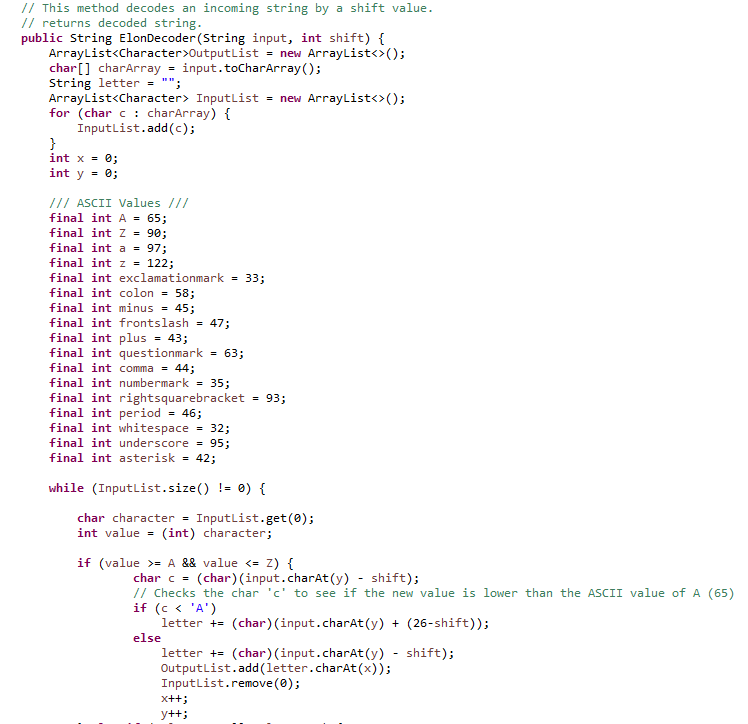 // This method decodes an incoming string by a shift value.
// returns decoded string.
public String ElonDecoder(String input, int shift) {
    ArrayList<Character>OutputList = new ArrayList<>();
    char[] charArray = input.toCharArray();
    String letter = "";
    ArrayList<Character> InputList = new ArrayList<>();
    for (char c : charArray) {
        InputList.add(c);
    }
    int x = 0;
    int y = 0;

    /// ASCII Values ///
    final int A = 65;
    final int Z = 90;
    final int a = 97;
    final int z = 122;
    final int exclamationmark = 33;
    final int colon = 58;
    final int minus = 45;
    final int frontslash = 47;
    final int plus = 43;
    final int questionmark = 63;
    final int comma = 44;
    final int numbermark = 35;
    final int rightsquarebracket = 93;
    final int period = 46;
    final int whitespace = 32;
    final int underscore = 95;
    final int asterisk = 42;

    while (InputList.size() != 0) {

        char character = InputList.get(0);
        int value = (int) character;

        if (value >= A && value <= Z) {
                char c = (char)(input.charAt(y) - shift);
                // Checks the char 'c' to see if the new value is lower than the ASCII value of A (65)
                if (c < 'A')
                    letter += (char)(input.charAt(y) + (26-shift));
                else
                    letter += (char)(input.charAt(y) - shift);
                    OutputList.add(letter.charAt(x));
                    InputList.remove(0);
                    x++;
                    y++;